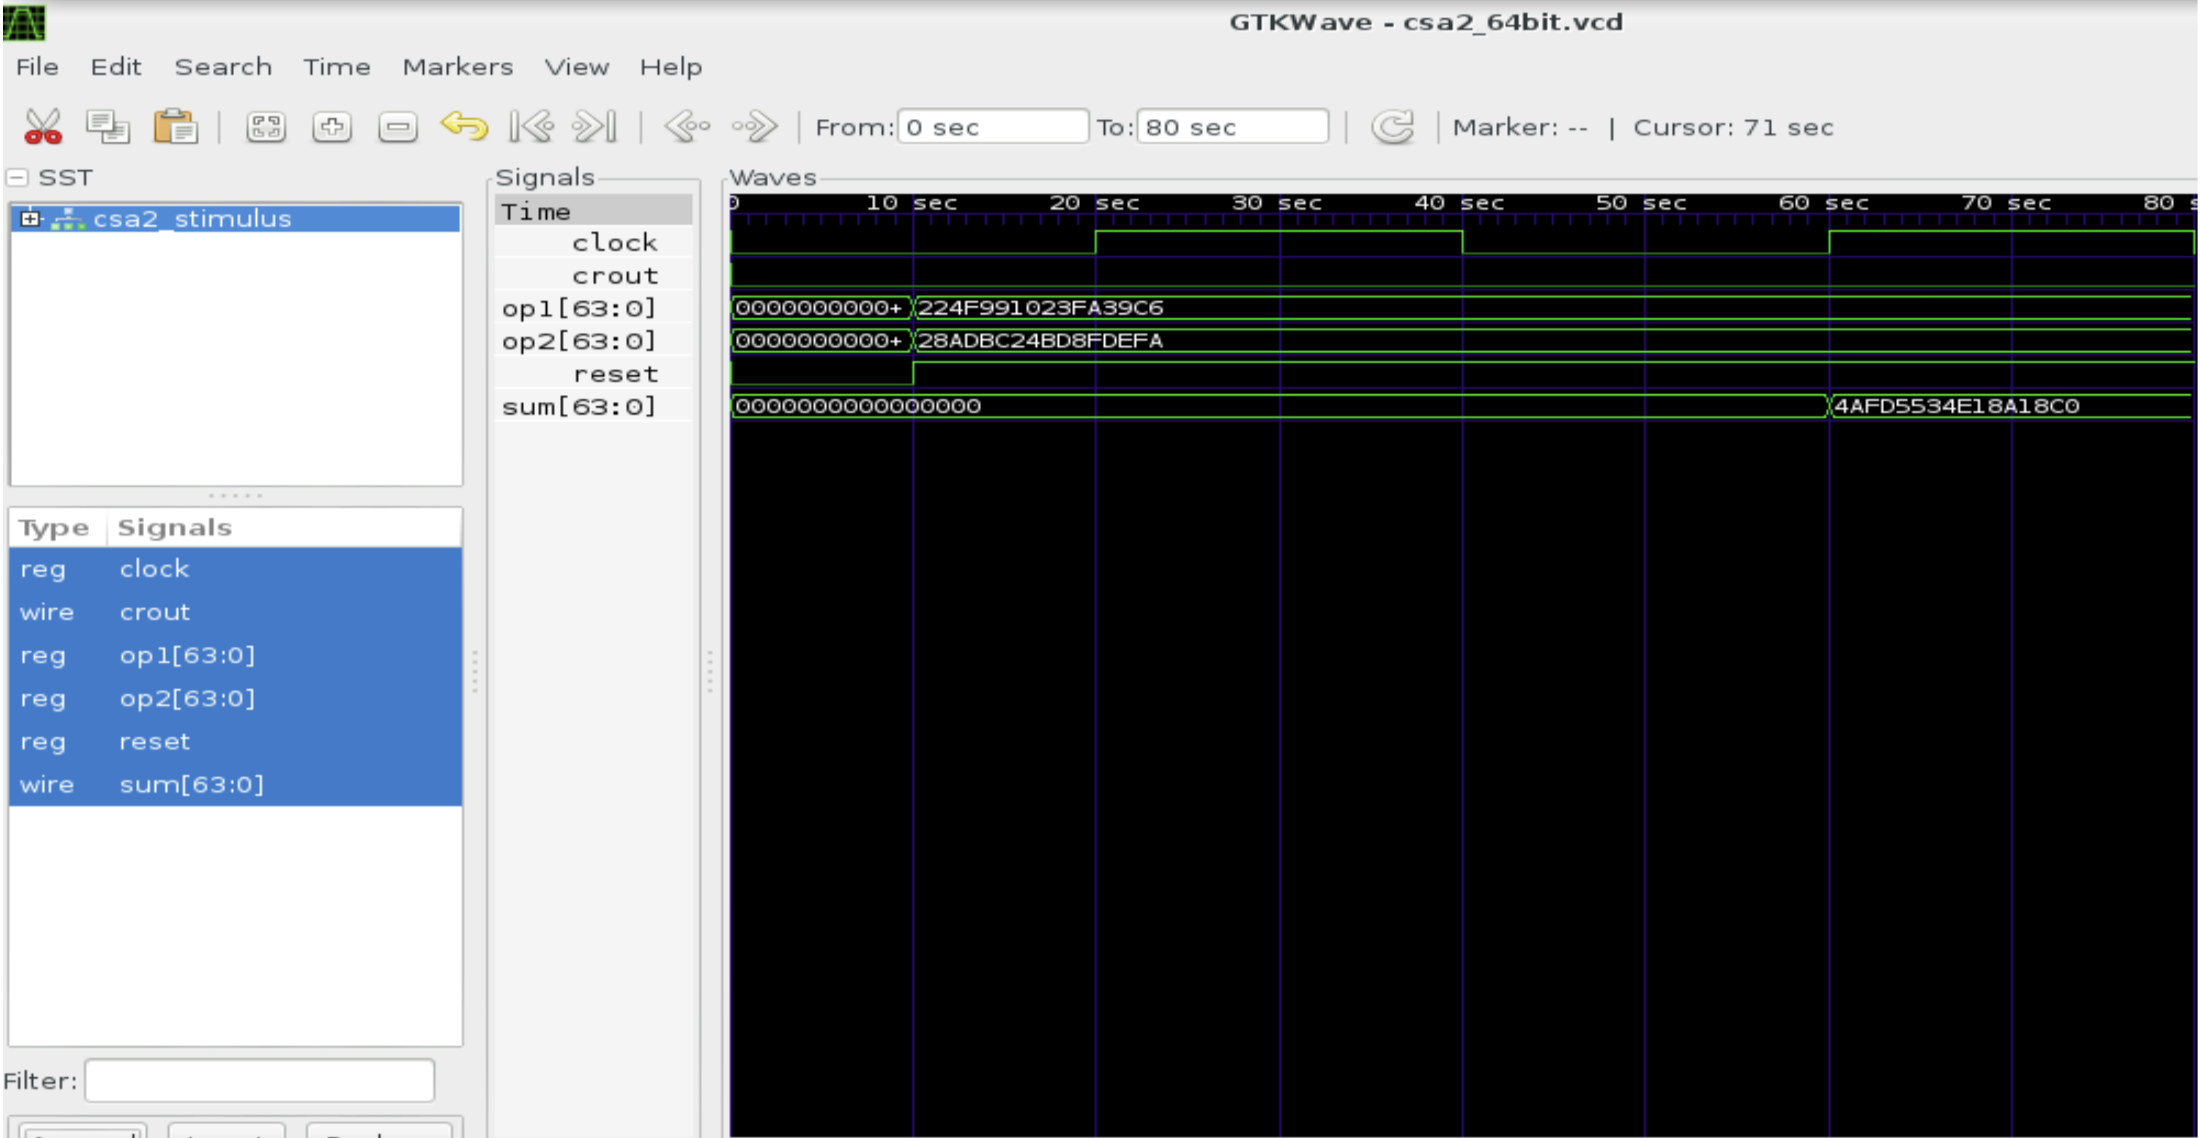 GTKWave - csa2_64bit.vcd
File Edit Search Time Markers View Help
From: 0 sec To: 80 sec Marker: -- | Cursor: 71 sec
SST
csa2_stimulus
Type Signals
reg clock
wire crout
reg op1[63:0]
reg op2[63:0]
reg reset
wire sum[63:0]
Filter:
Signals
Time
clock
crout
op1[63:0]
op2[63:0]
reset
sum[63:0]
Waves
0 10 sec 20 sec 30 sec 40 sec 50 sec 60 sec 70 sec 80 s
0000000000+ 224F991023FA39C6
0000000000+ 28ADBC24BD8FDEFA
0000000000000000 4AFD5534E18A18C0